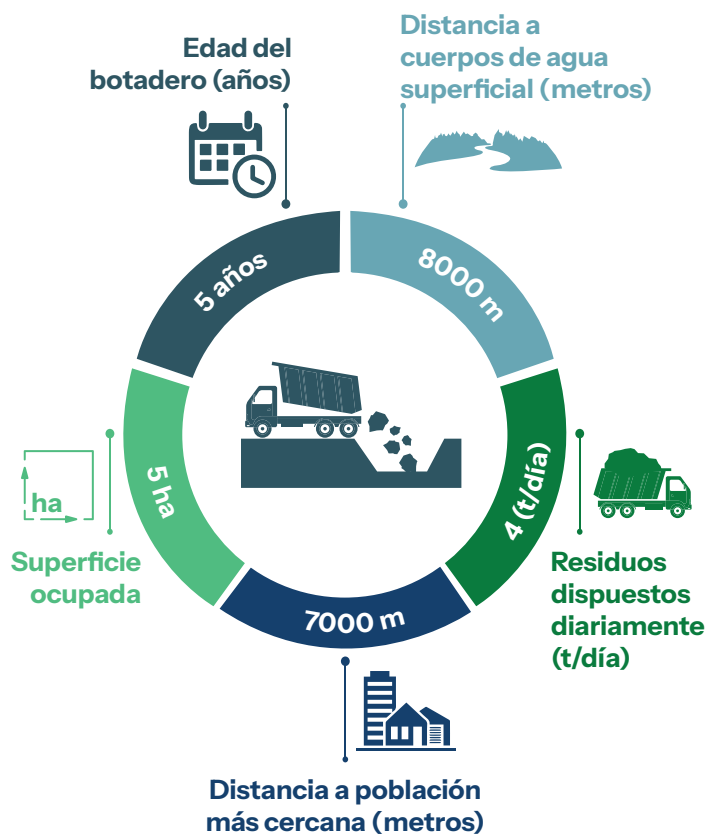 Edad del
botadero (años)
Distancia a
cuerpos de agua
superficial (metros)
5 años
8000 m
5 ha
4 (t/día)
7000 m
ha
Superficie
ocupada
Residuos
dispuestos
diariamente
(t/día)
Distancia a población
más cercana (metros)